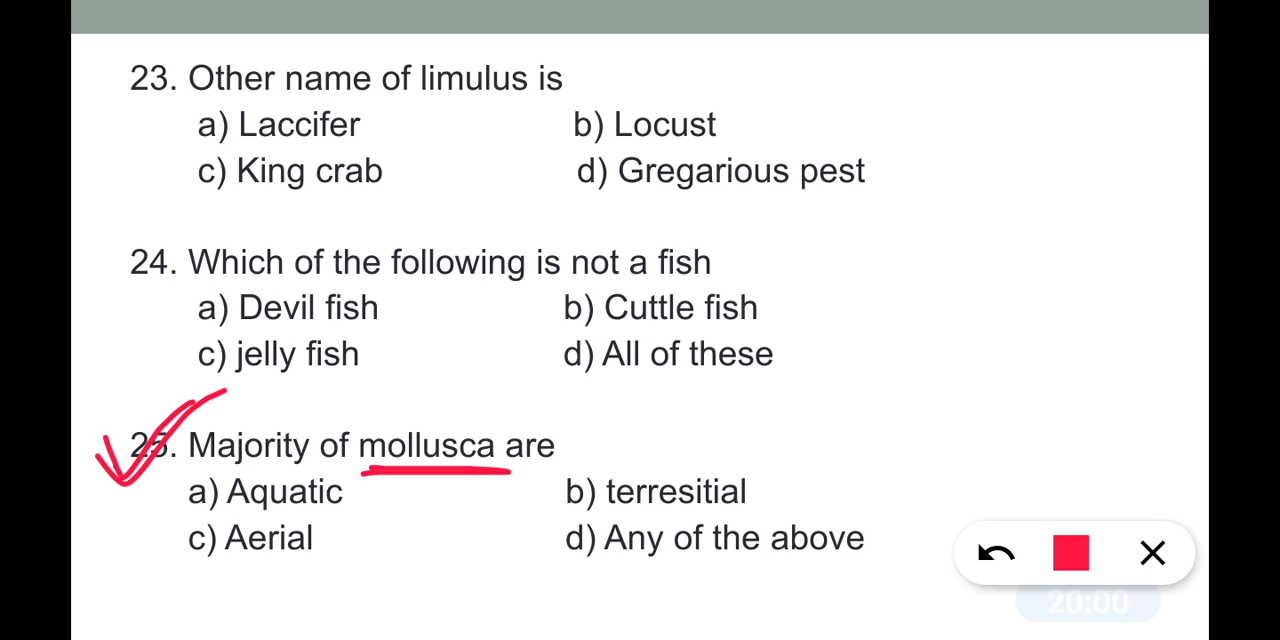 23. Other name of limulus is
a) Laccifer b) Locust
c) King crab d) Gregarious pest
24. Which of the following is not a fish
a) Devil fish b) Cuttle fish
c) jelly fish d) All of these
25. Majority of mollusca are
a) Aquatic b) terresitial
c) Aerial d) Any of the above
20:00